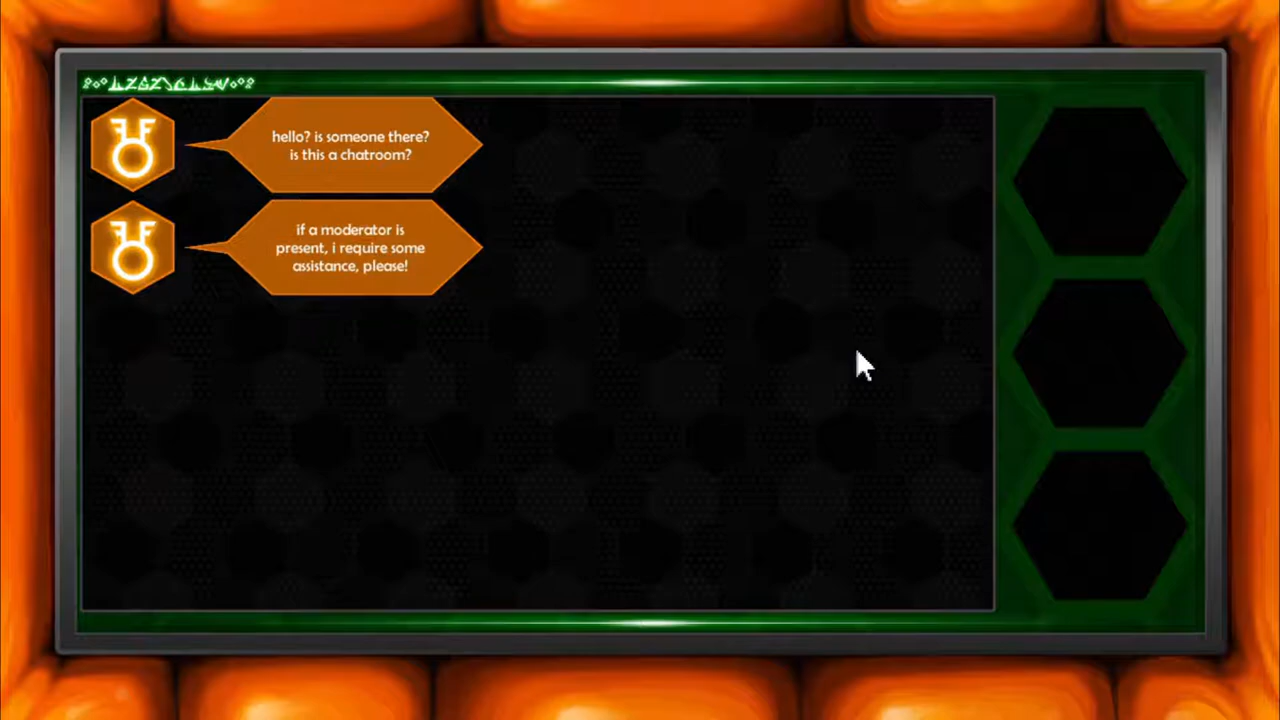 hello? is someone there?
is this a chatroom?
if a moderator is
present, i require some
assistance, please!